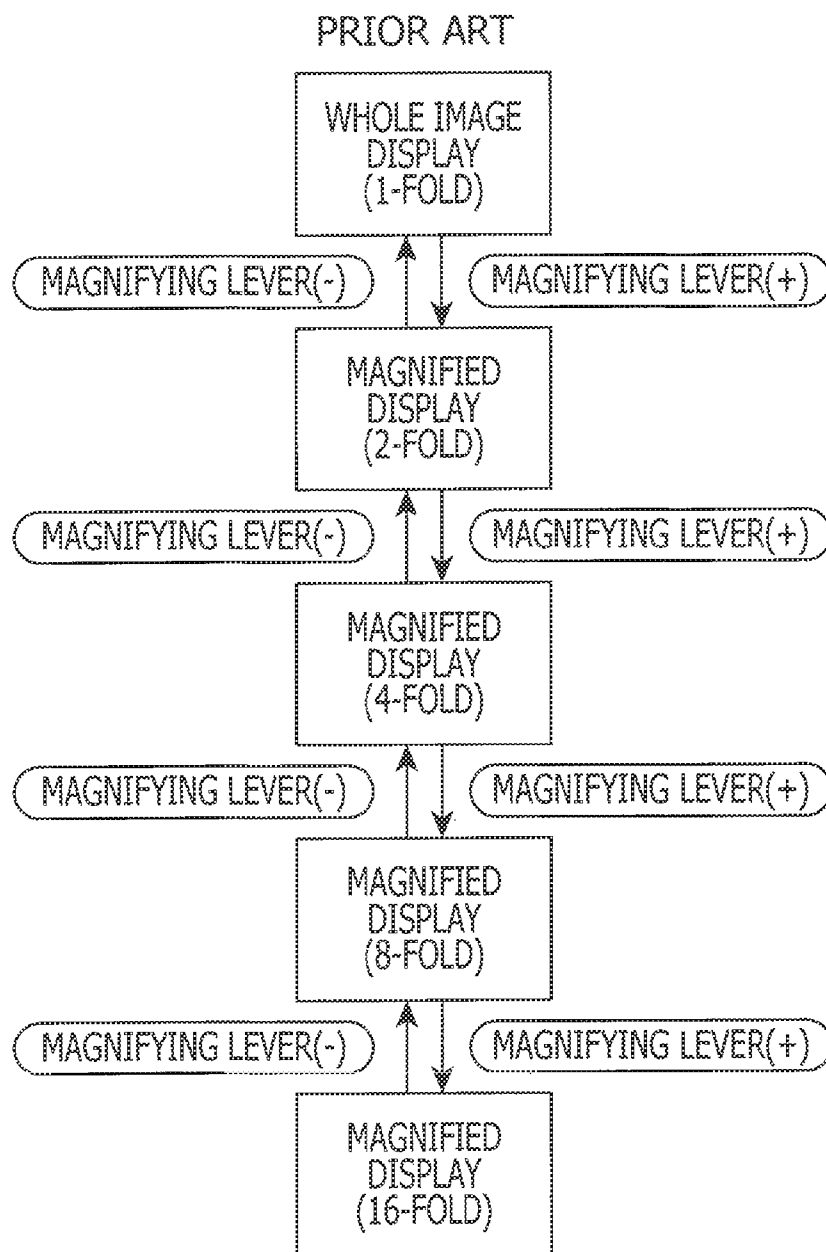 PRIOR ART
WHOLE IMAGE
DISPLAY
(1-FOLD)
MAGNIFYING LEVER(-)
MAGNIFYING LEVER(+)
MAGNIFIED
DISPLAY
(2-FOLD)
MAGNIFYING LEVER(-)
MAGNIFYING LEVER(+)
MAGNIFIED
DISPLAY
(4-FOLD)
MAGNIFYING LEVER(-)
MAGNIFYING LEVER(+)
MAGNIFIED
DISPLAY
(8-FOLD)
MAGNIFYING LEVER(-)
MAGNIFYING LEVER(+)
MAGNIFIED
DISPLAY
(16-FOLD)